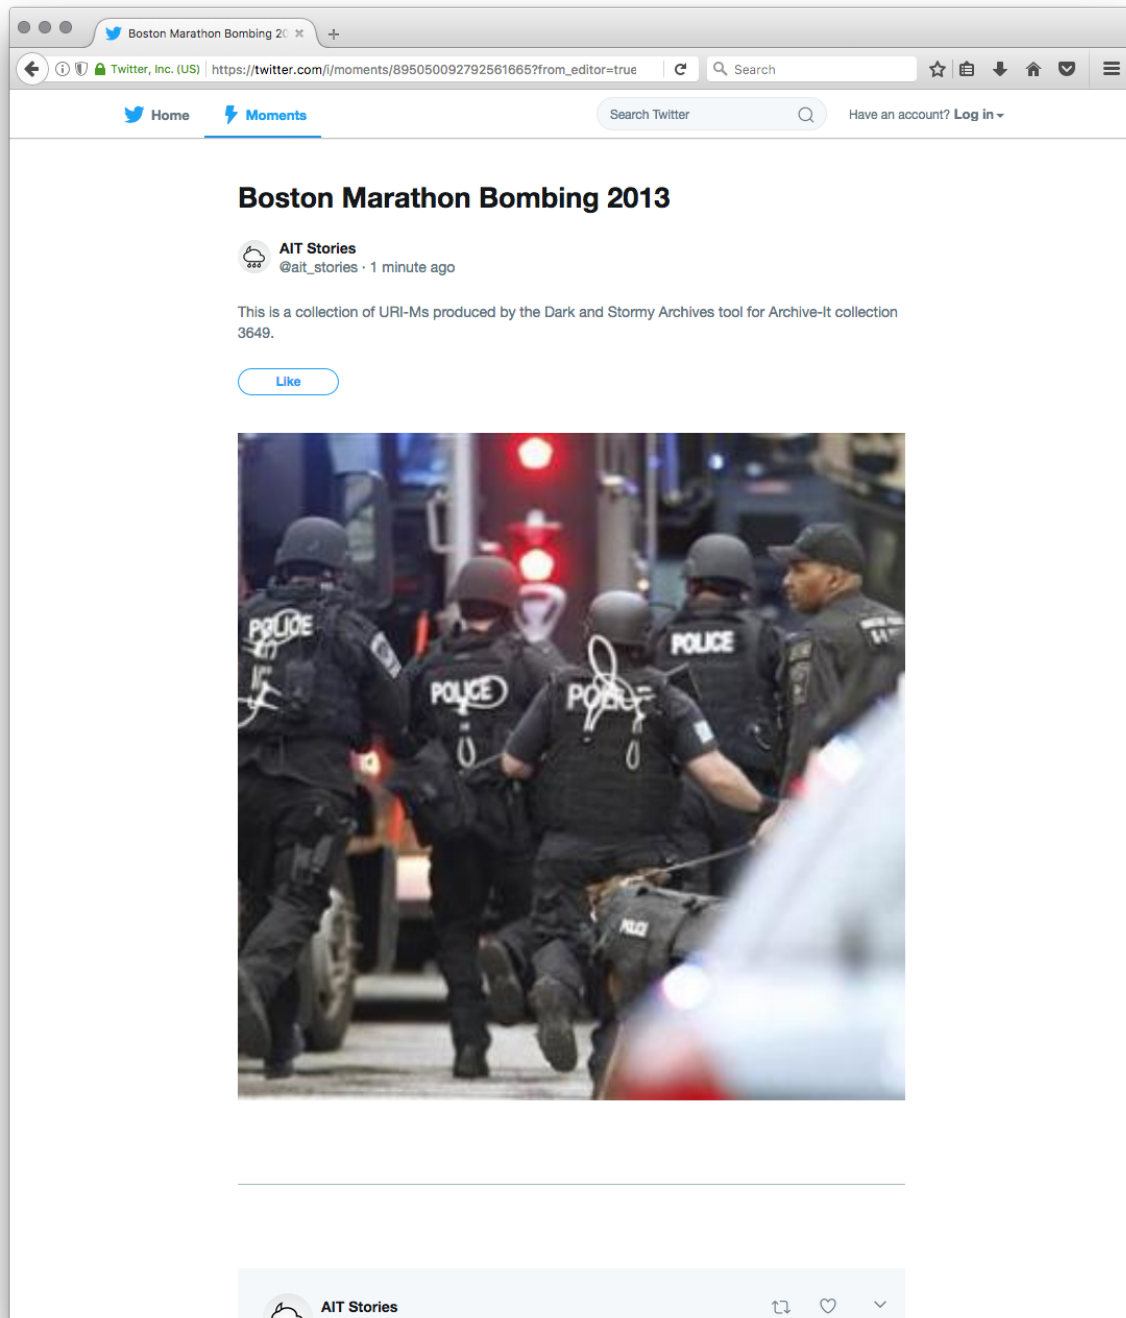 Boston Marathon Bombing 20
Twitter, Inc. (US) https://twitter.com/i/moments/895050092792561665?from_editor=true Search
Home Moments Search Twitter Have an account? Log in
Boston Marathon Bombing 2013
AIT Stories
@ait_stories · 1 minute ago
This is a collection of URI-Ms produced by the Dark and Stormy Archives tool for Archive-It collection
3649.
Like
POLICE
POLICE
POLICE
POLICE
POLICE
AIT Stories